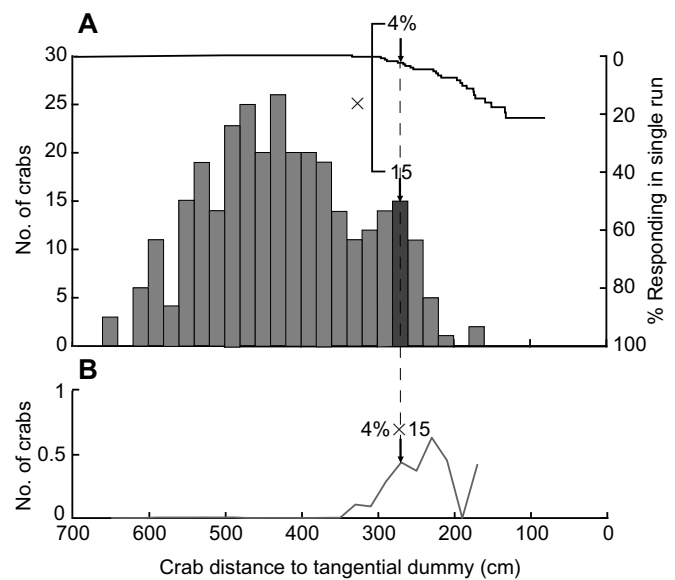 A
4%
30
25
20
15
10
5
0
No. of crabs
×
15
0
20
40
60
80
100
% Responding in single run
B
1
0.5
0
No. of crabs
4% × 15
700 600 500 400 300 200 100 0
Crab distance to tangential dummy (cm)